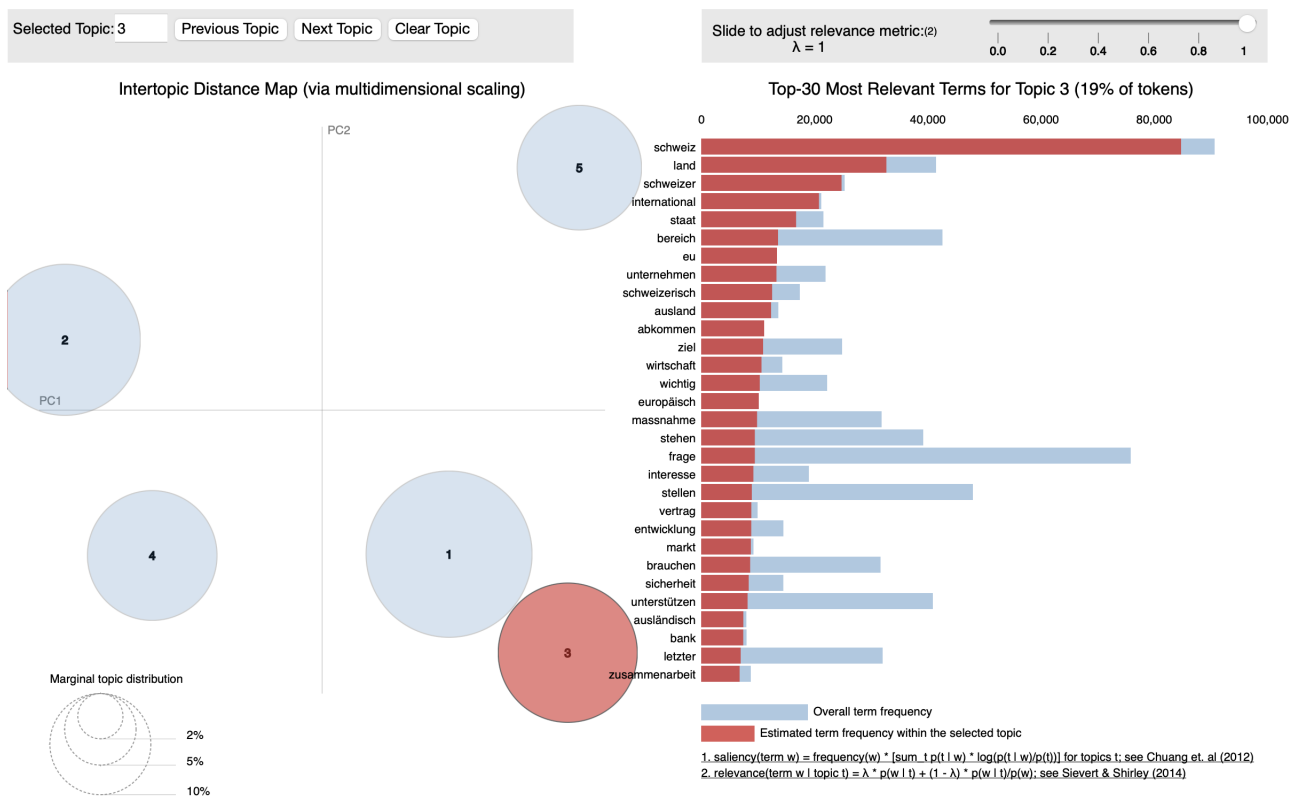 Selected Topic: 3 Previous Topic Next Topic Clear Topic
Slide to adjust relevance metric:(2)
λ = 1
0.0 0.2 0.4 0.6 0.8 1
Intertopic Distance Map (via multidimensional scaling)
PC2
PC1
5
2
4
1
3
Marginal topic distribution
2%
5%
10%
Top-30 Most Relevant Terms for Topic 3 (19% of tokens)
0 20,000 40,000 60,000 80,000 100,000
schweiz
land
schweizer
international
staat
bereich
eu
unternehmen
schweizerisch
ausland
abkommen
ziel
wirtschaft
wichtig
europäisch
massnahme
stehen
frage
interesse
stellen
vertrag
entwicklung
markt
brauchen
sicherheit
unterstützen
ausländisch
bank
letzter
zusammenarbeit
Overall term frequency
Estimated term frequency within the selected topic
1. saliency(term w) = frequency(w) * [sum_t p(t | w) * log(p(t | w)/p(t))] for topics t; see Chuang et. al (2012)
2. relevance(term w | topic t) = λ * p(w | t) + (1 - λ) * p(w | t)/p(w); see Sievert & Shirley (2014)